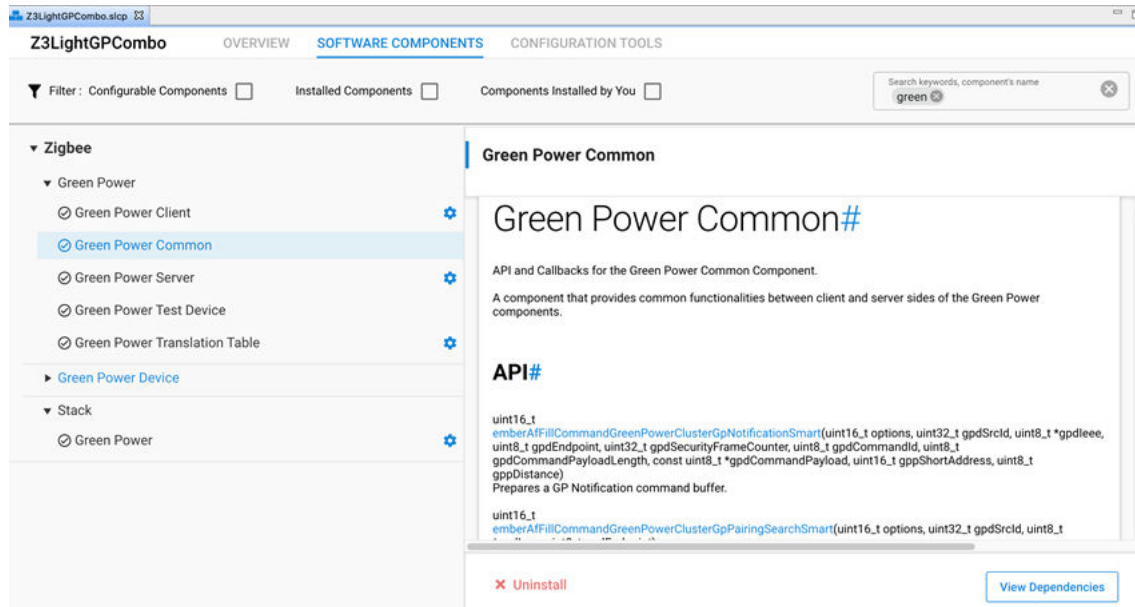 Z3LightGPCombo.slcp
Z3LightGPCombo OVERVIEW SOFTWARE COMPONENTS CONFIGURATION TOOLS
Filter : Configurable Components Installed Components Components Installed by You
Search keywords, component's name
green
Zigbee
Green Power
Green Power Client
Green Power Common
Green Power Server
Green Power Test Device
Green Power Translation Table
Green Power Device
Stack
Green Power
Green Power Common
Green Power Common#
API and Callbacks for the Green Power Common Component.
A component that provides common functionalities between client and server sides of the Green Power
components.
API#
uint16_t
emberAfFillCommandGreenPowerClusterGpNotificationSmart(uint16_t options, uint32_t gpdSrcId, uint8_t *gpdIeee,
uint8_t gpdEndpoint, uint32_t gpdSecurityFrameCounter, uint8_t gpdCommandId, uint8_t
gpdCommandPayloadLength, const uint8_t *gpdCommandPayload, uint16_t gppShortAddress, uint8_t
gppDistance)
Prepares a GP Notification command buffer.
uint16_t
emberAfFillCommandGreenPowerClusterGpPairingSearchSmart(uint16_t options, uint32_t gpdSrcId, uint8_t
Uninstall
View Dependencies